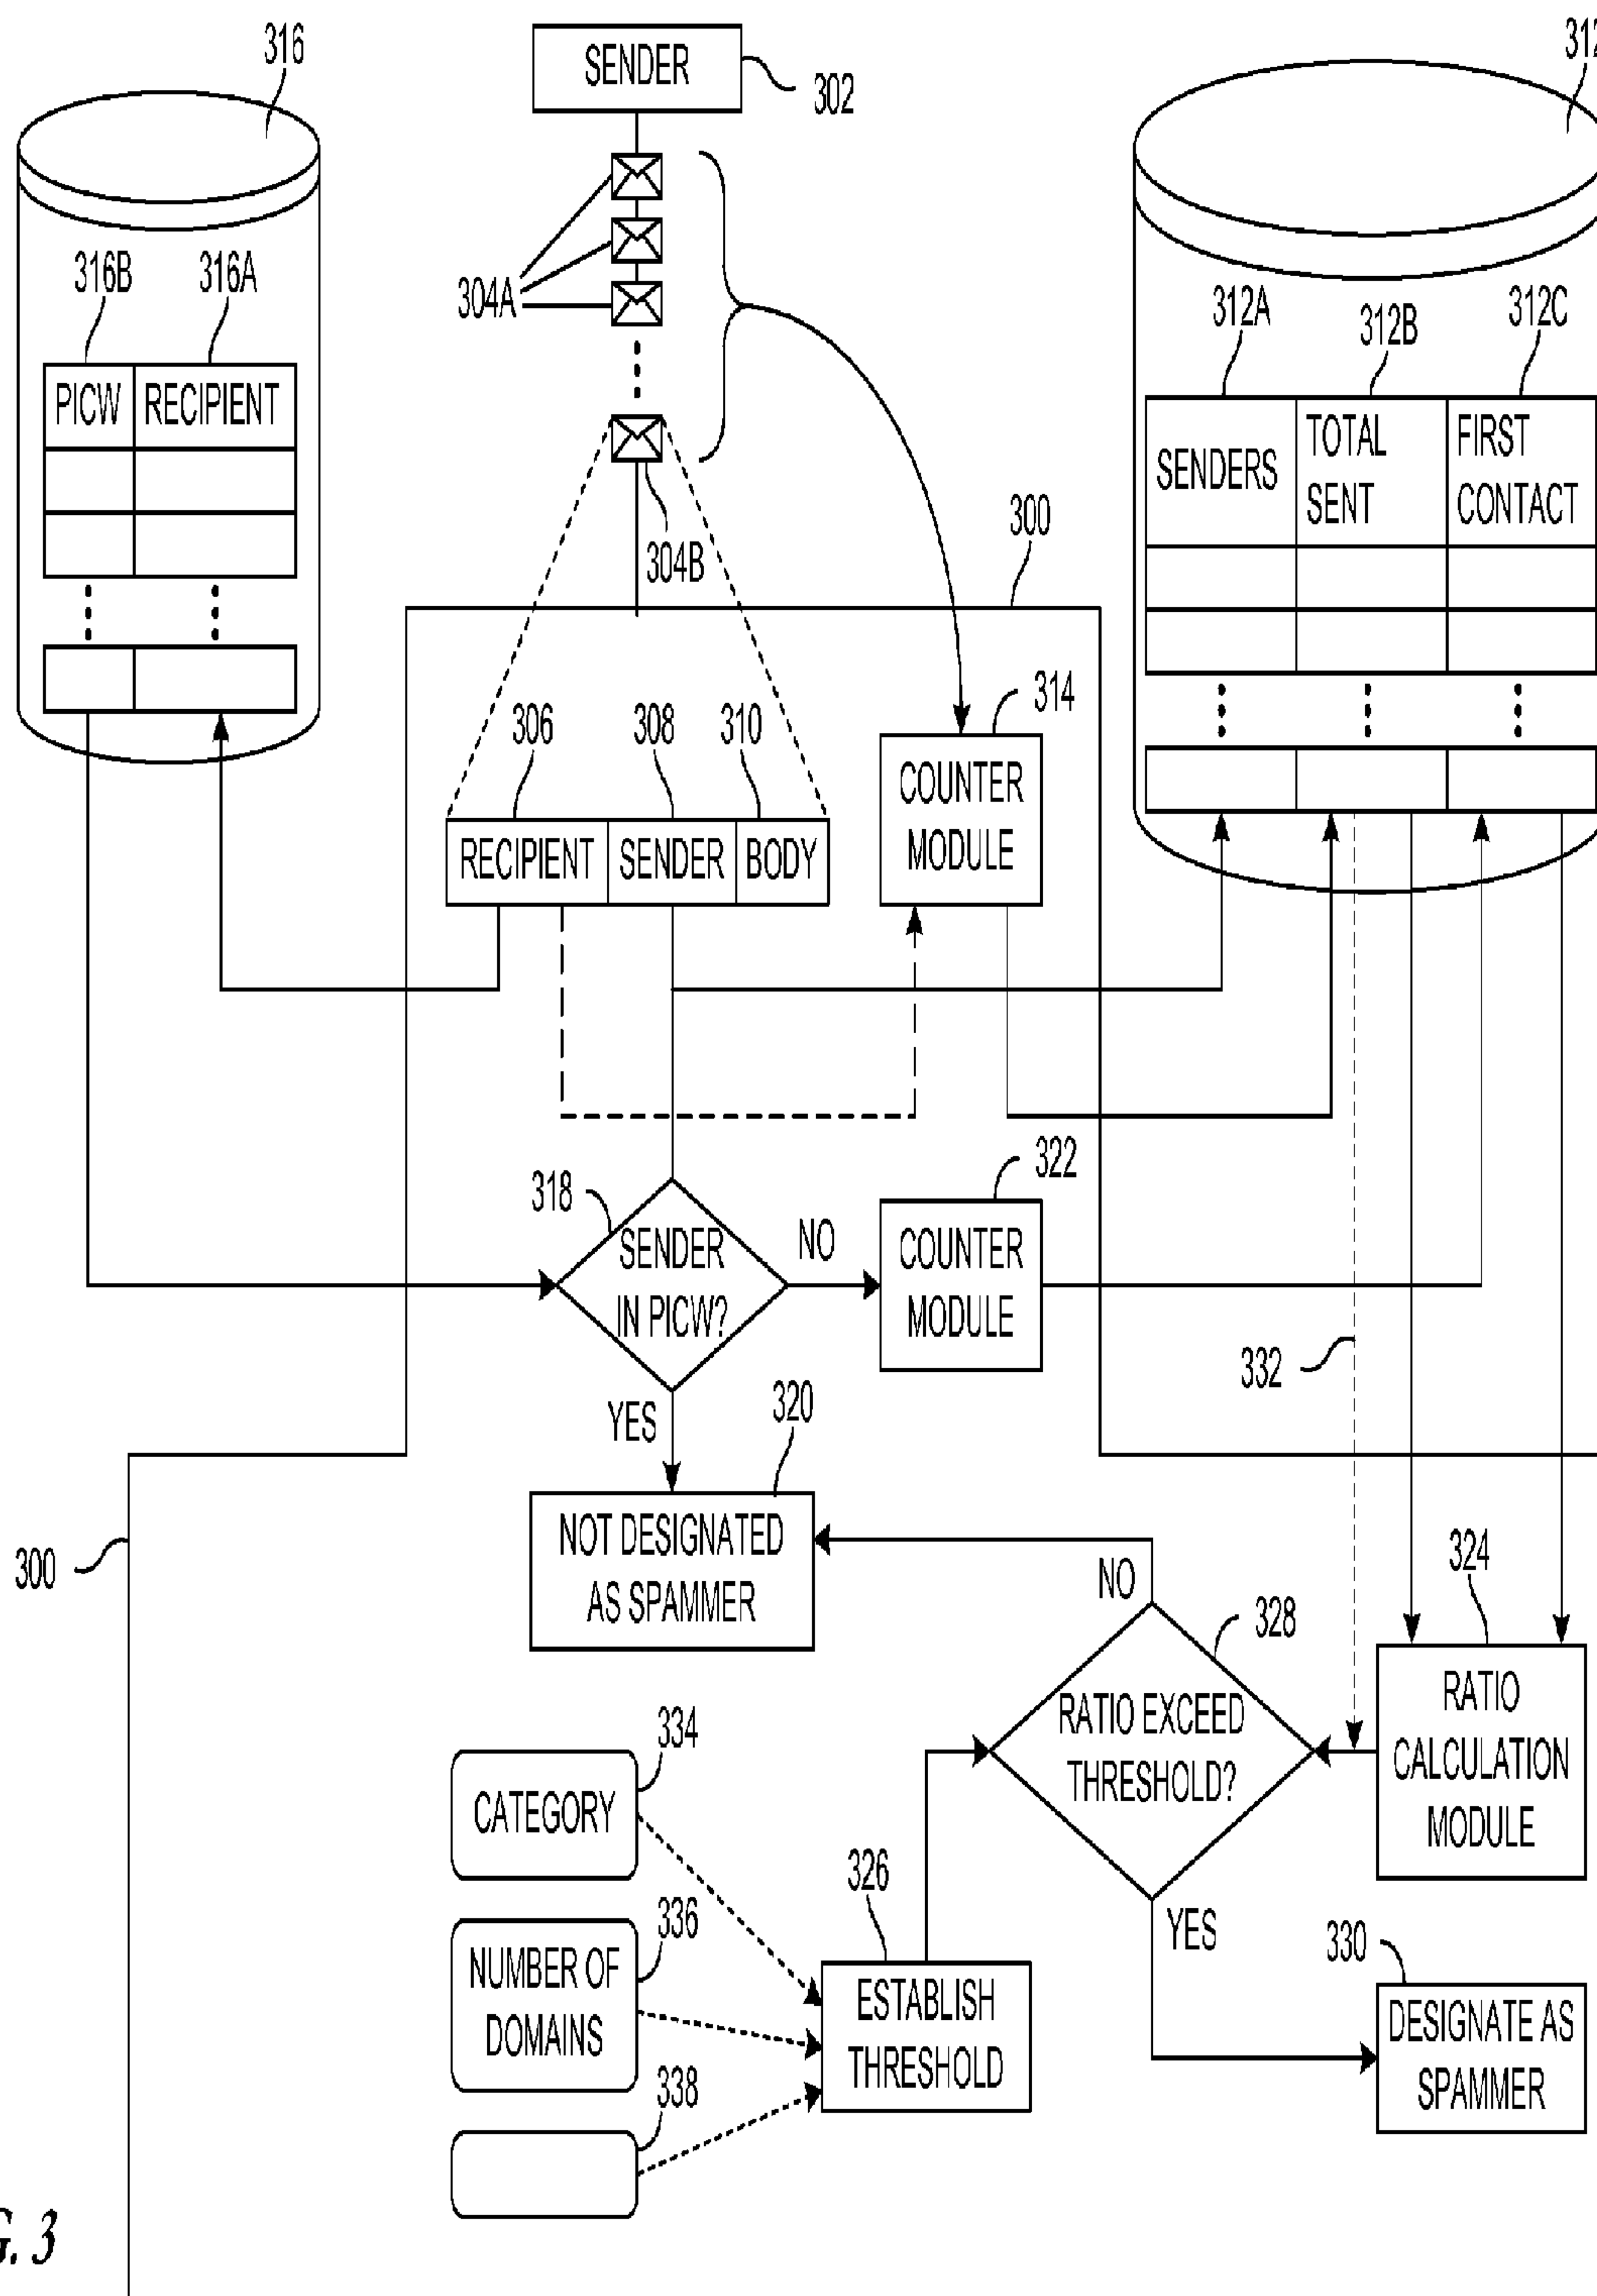 316
SENDER
302
312
316B
316A
304A
312A
312B
312C
PICW
RECIPIENT
SENDERS
TOTAL
SENT
FIRST
CONTACT
304B
300
314
306
308
310
COUNTER
MODULE
RECIPIENT
SENDER
BODY
322
318
SENDER
IN PICW?
NO
COUNTER
MODULE
332
YES
320
300
NOT DESIGNATED
AS SPAMMER
NO
324
328
RATIO
CALCULATION
MODULE
RATIO EXCEED
THRESHOLD?
334
CATEGORY
326
YES
336
NUMBER OF
DOMAINS
330
ESTABLISH
THRESHOLD
DESIGNATE AS
SPAMMER
338
G. 3